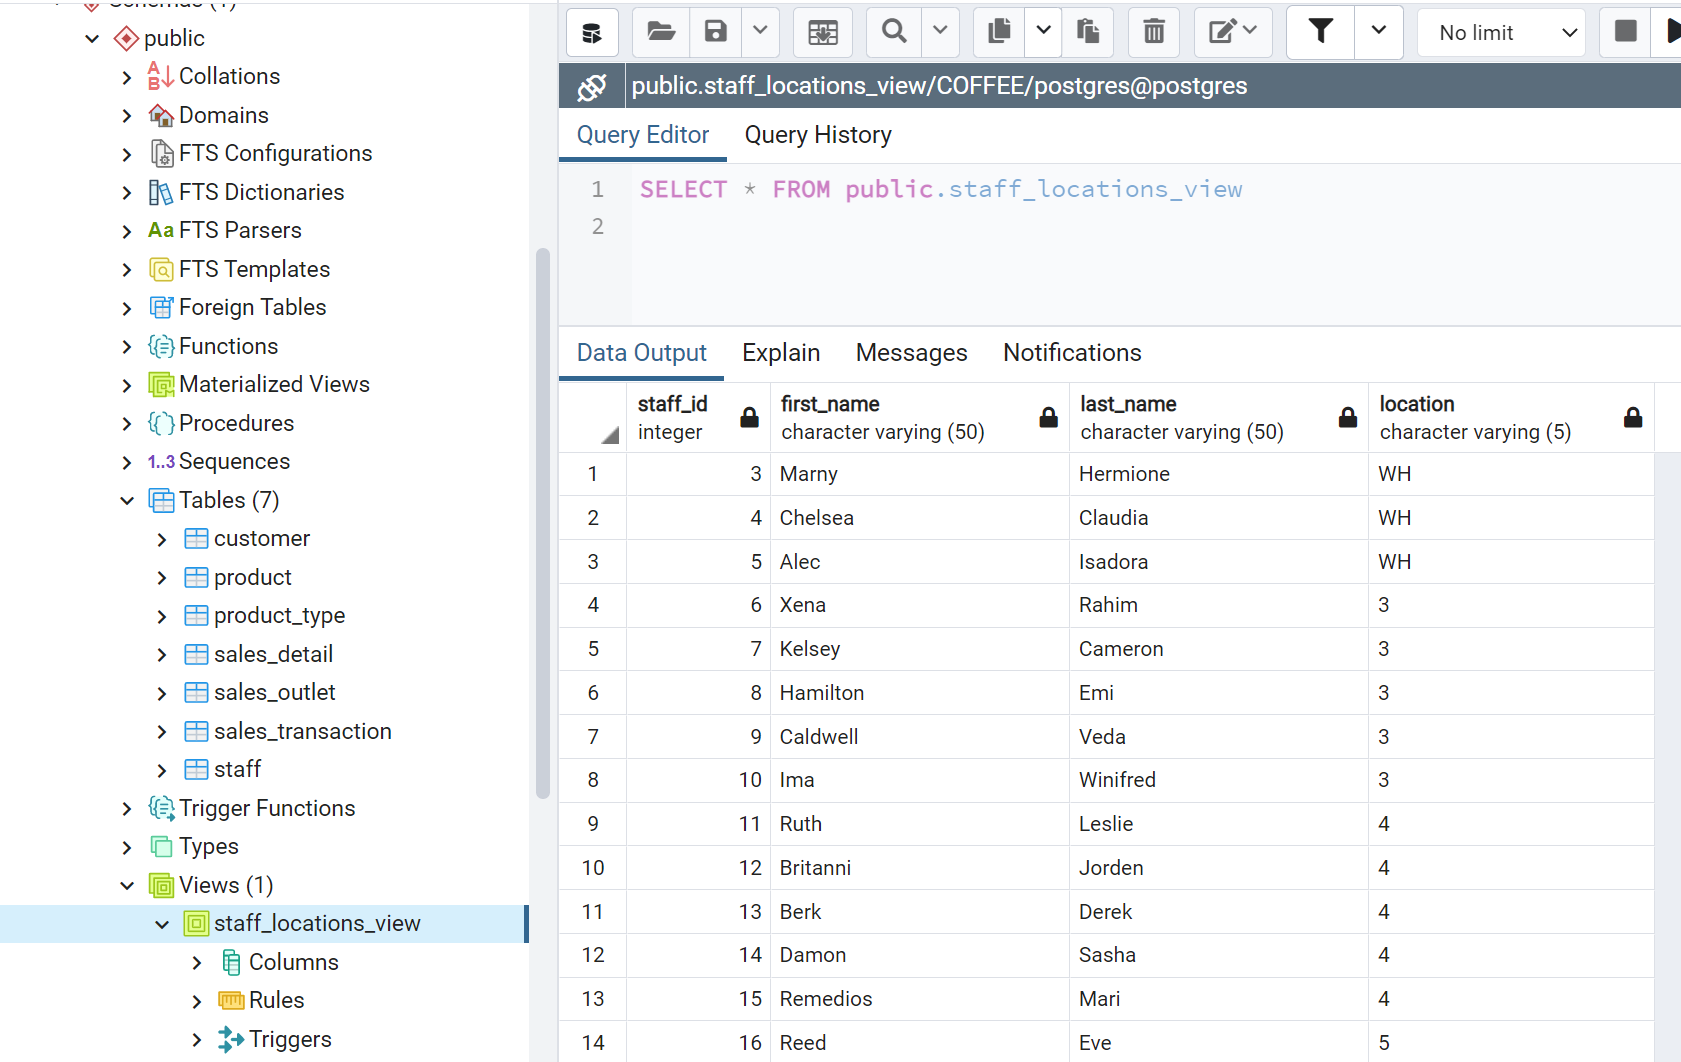 Schemas (1)
public
Collations
Domains
FTS Configurations
FTS Dictionaries
Aa FTS Parsers
FTS Templates
Foreign Tables
Functions
Materialized Views
Procedures
1..3 Sequences
Tables (7)
customer
product
product_type
sales_detail
sales_outlet
sales_transaction
staff
Trigger Functions
Types
Views (1)
staff_locations_view
Columns
Rules
Triggers
No limit
public.staff_locations_view/COFFEE/postgres@postgres
Query Editor Query History
1 SELECT * FROM public.staff_locations_view
2
Data Output Explain Messages Notifications
staff_id first_name last_name location
integer character varying (50) character varying (50) character varying (5)
1 3 Marny Hermione WH
2 4 Chelsea Claudia WH
3 5 Alec Isadora WH
4 6 Xena Rahim 3
5 7 Kelsey Cameron 3
6 8 Hamilton Emi 3
7 9 Caldwell Veda 3
8 10 Ima Winifred 3
9 11 Ruth Leslie 4
10 12 Britanni Jorden 4
11 13 Berk Derek 4
12 14 Damon Sasha 4
13 15 Remedios Mari 4
14 16 Reed Eve 5